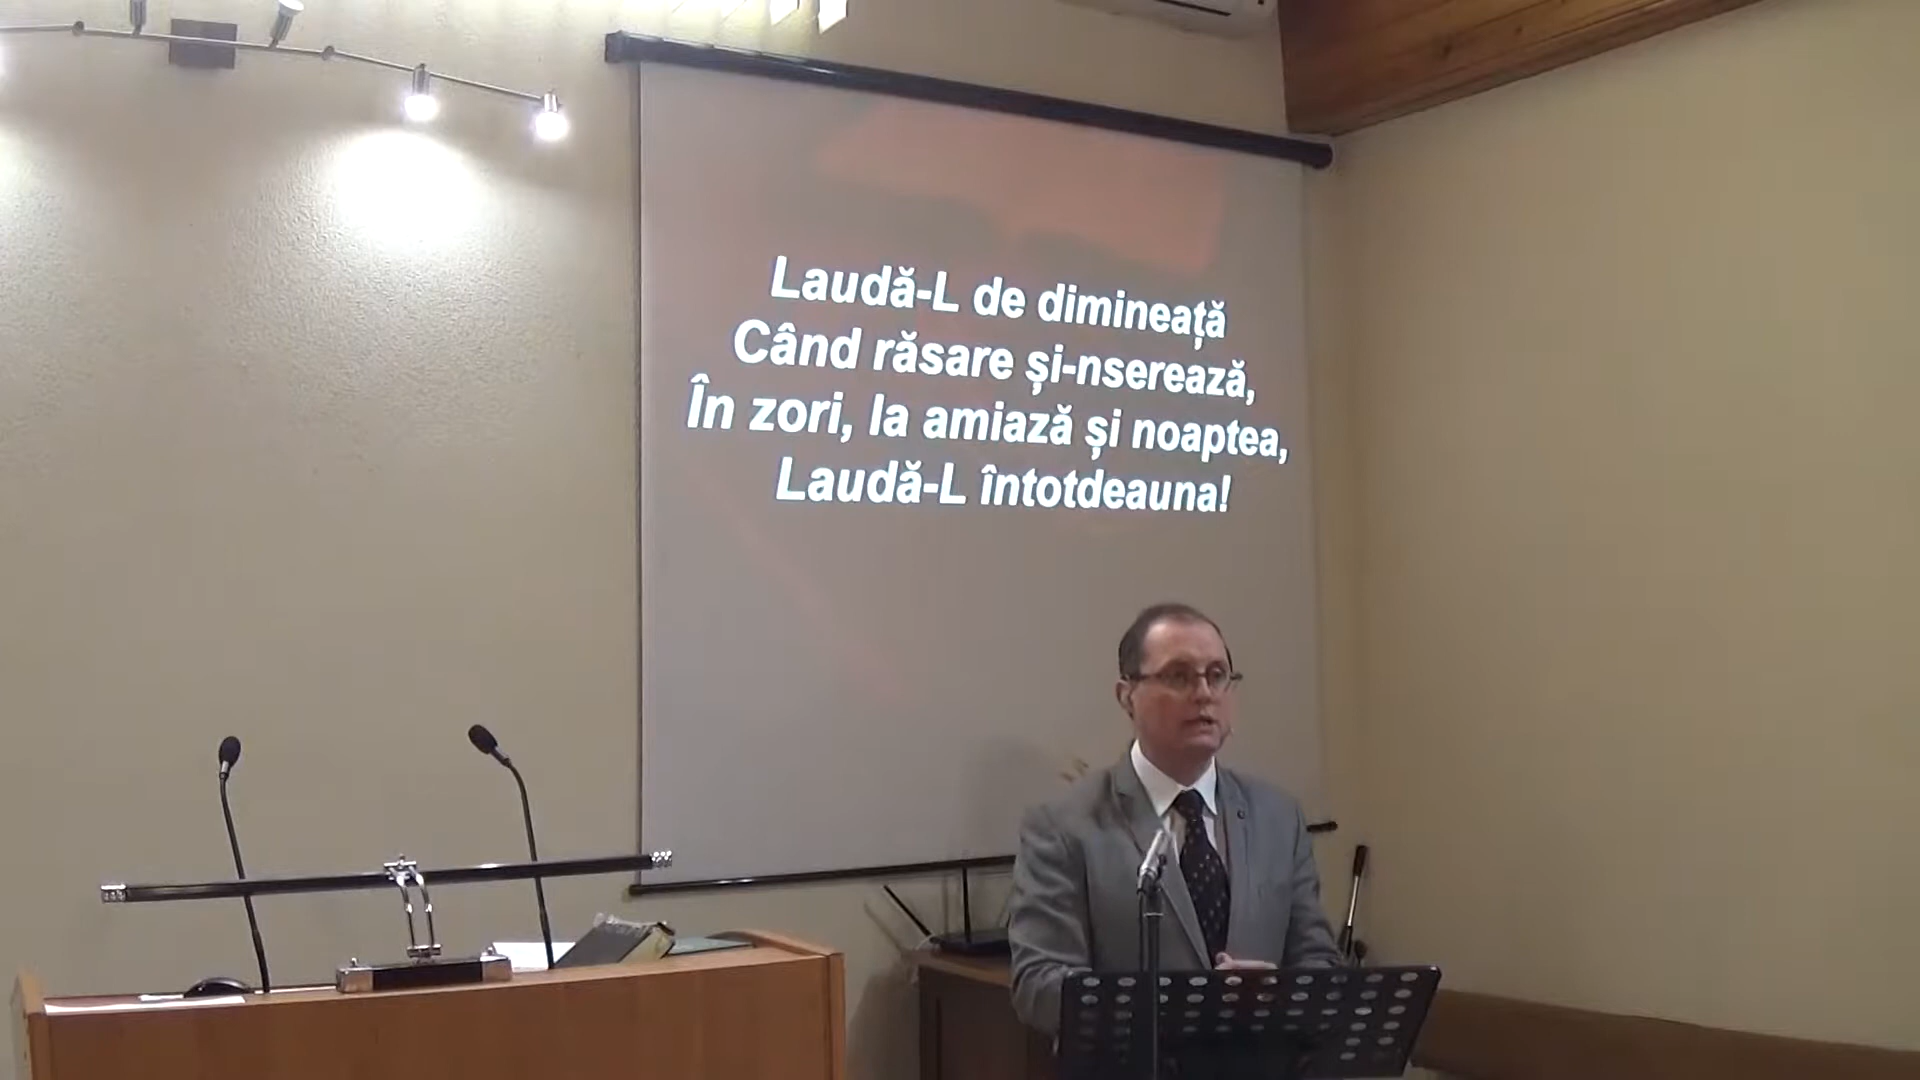 Laudă-L de dimineață
Când răsare și-nserează,
În zori, la amiază și noaptea,
Laudă-L întotdeauna!